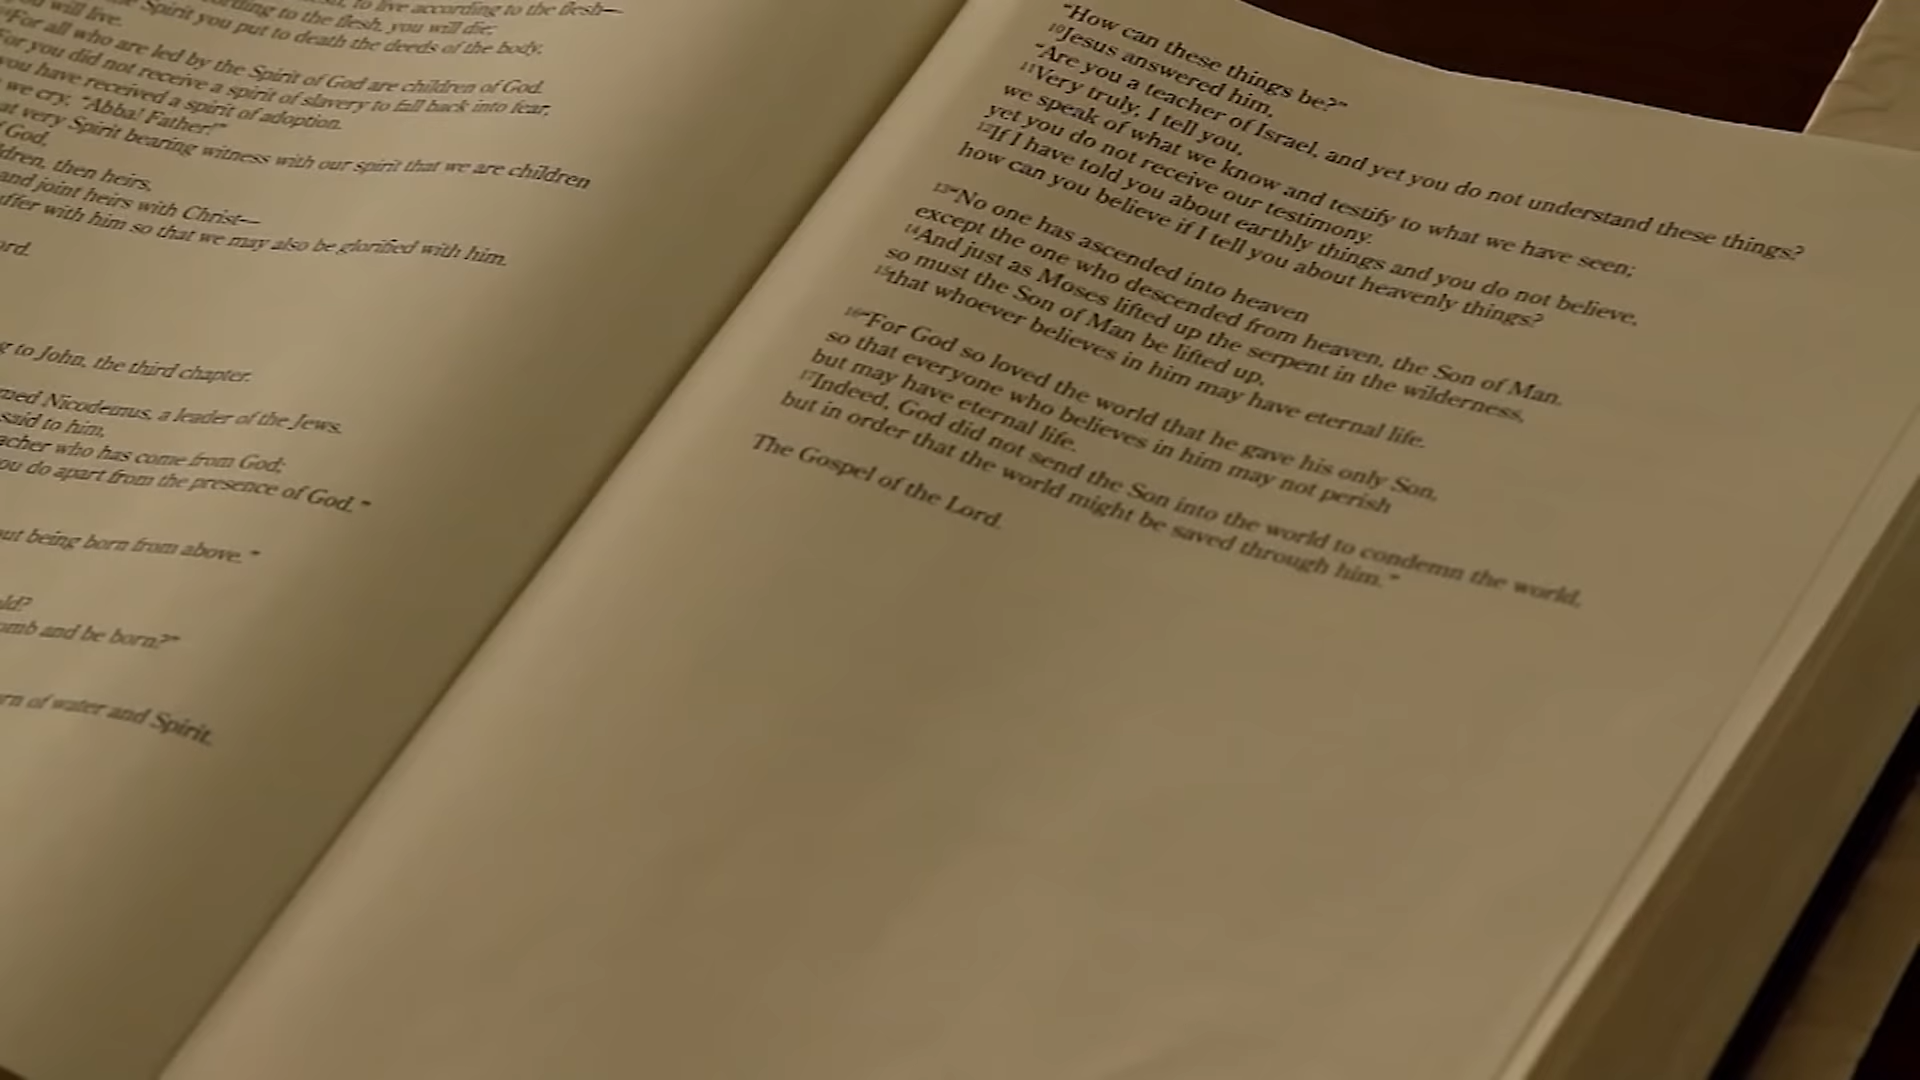 to live according to the flesh—
according to the flesh, you will die;
Spirit you put to death the deeds of the body,
will live.
For all who are led by the Spirit of God are children of God.
For you did not receive a spirit of slavery to fall back into fear,
you have received a spirit of adoption.
we cry, "Abba! Father!"
very Spirit bearing witness with our spirit that we are children
God,
then heirs,
and joint heirs with Christ—
with him so that we may also be glorified with him.
to John, the third chapter.
Nicodemus, a leader of the Jews.
said to him,
who has come from God;
do apart from the presence of God."
being born from above."
and be born?"
of water and Spirit.
"How can these things be?"
10Jesus answered him,
"Are you a teacher of Israel, and yet you do not understand these things?
11Very truly, I tell you,
we speak of what we know and testify to what we have seen;
yet you do not receive our testimony.
12If I have told you about earthly things and you do not believe,
how can you believe if I tell you about heavenly things?
13"No one has ascended into heaven
except the one who descended from heaven, the Son of Man.
14And just as Moses lifted up the serpent in the wilderness,
so must the Son of Man be lifted up,
15that whoever believes in him may have eternal life.
16"For God so loved the world that he gave his only Son,
so that everyone who believes in him may not perish
but may have eternal life.
17Indeed, God did not send the Son into the world to condemn the world,
but in order that the world might be saved through him."
The Gospel of the Lord.